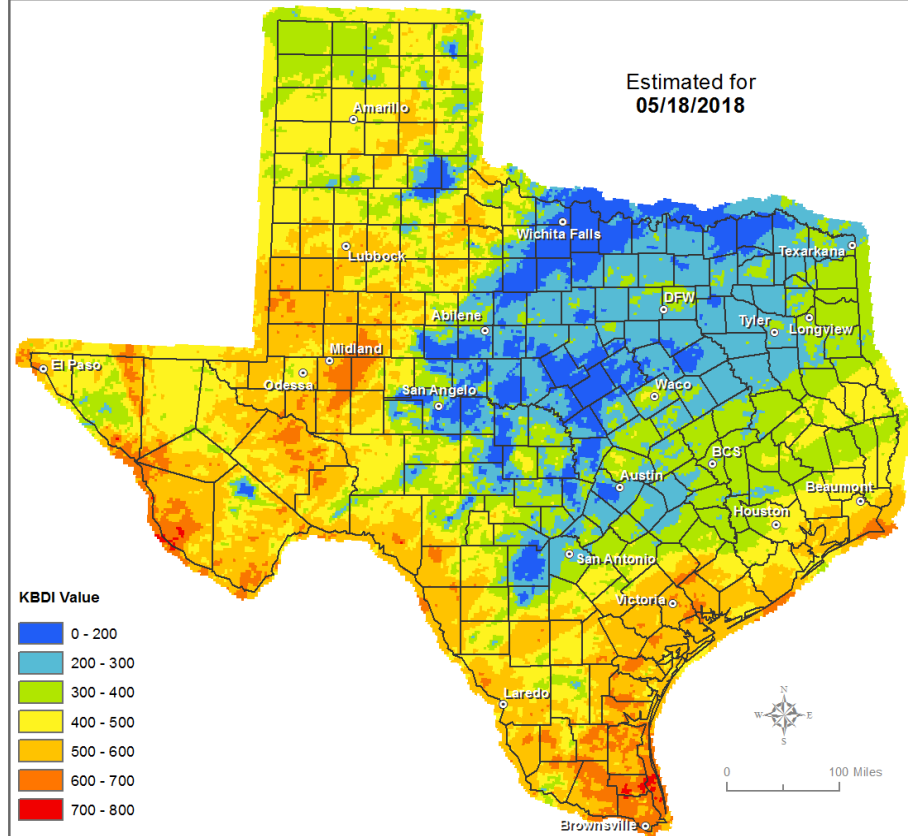 Estimated for
05/18/2018
Amarillo
Wichita Falls
Texarkana
Lubbock
DFW
Abilene
Tyler
Longview
El Paso
Midland
Odessa
San Angelo
Waco
BCS
Austin
Beaumont
Houston
San Antonio
Victoria
KBDI Value
0 - 200
200 - 300
300 - 400
400 - 500
500 - 600
600 - 700
700 - 800
Laredo
N
W E
S
0 100 Miles
Brownsville